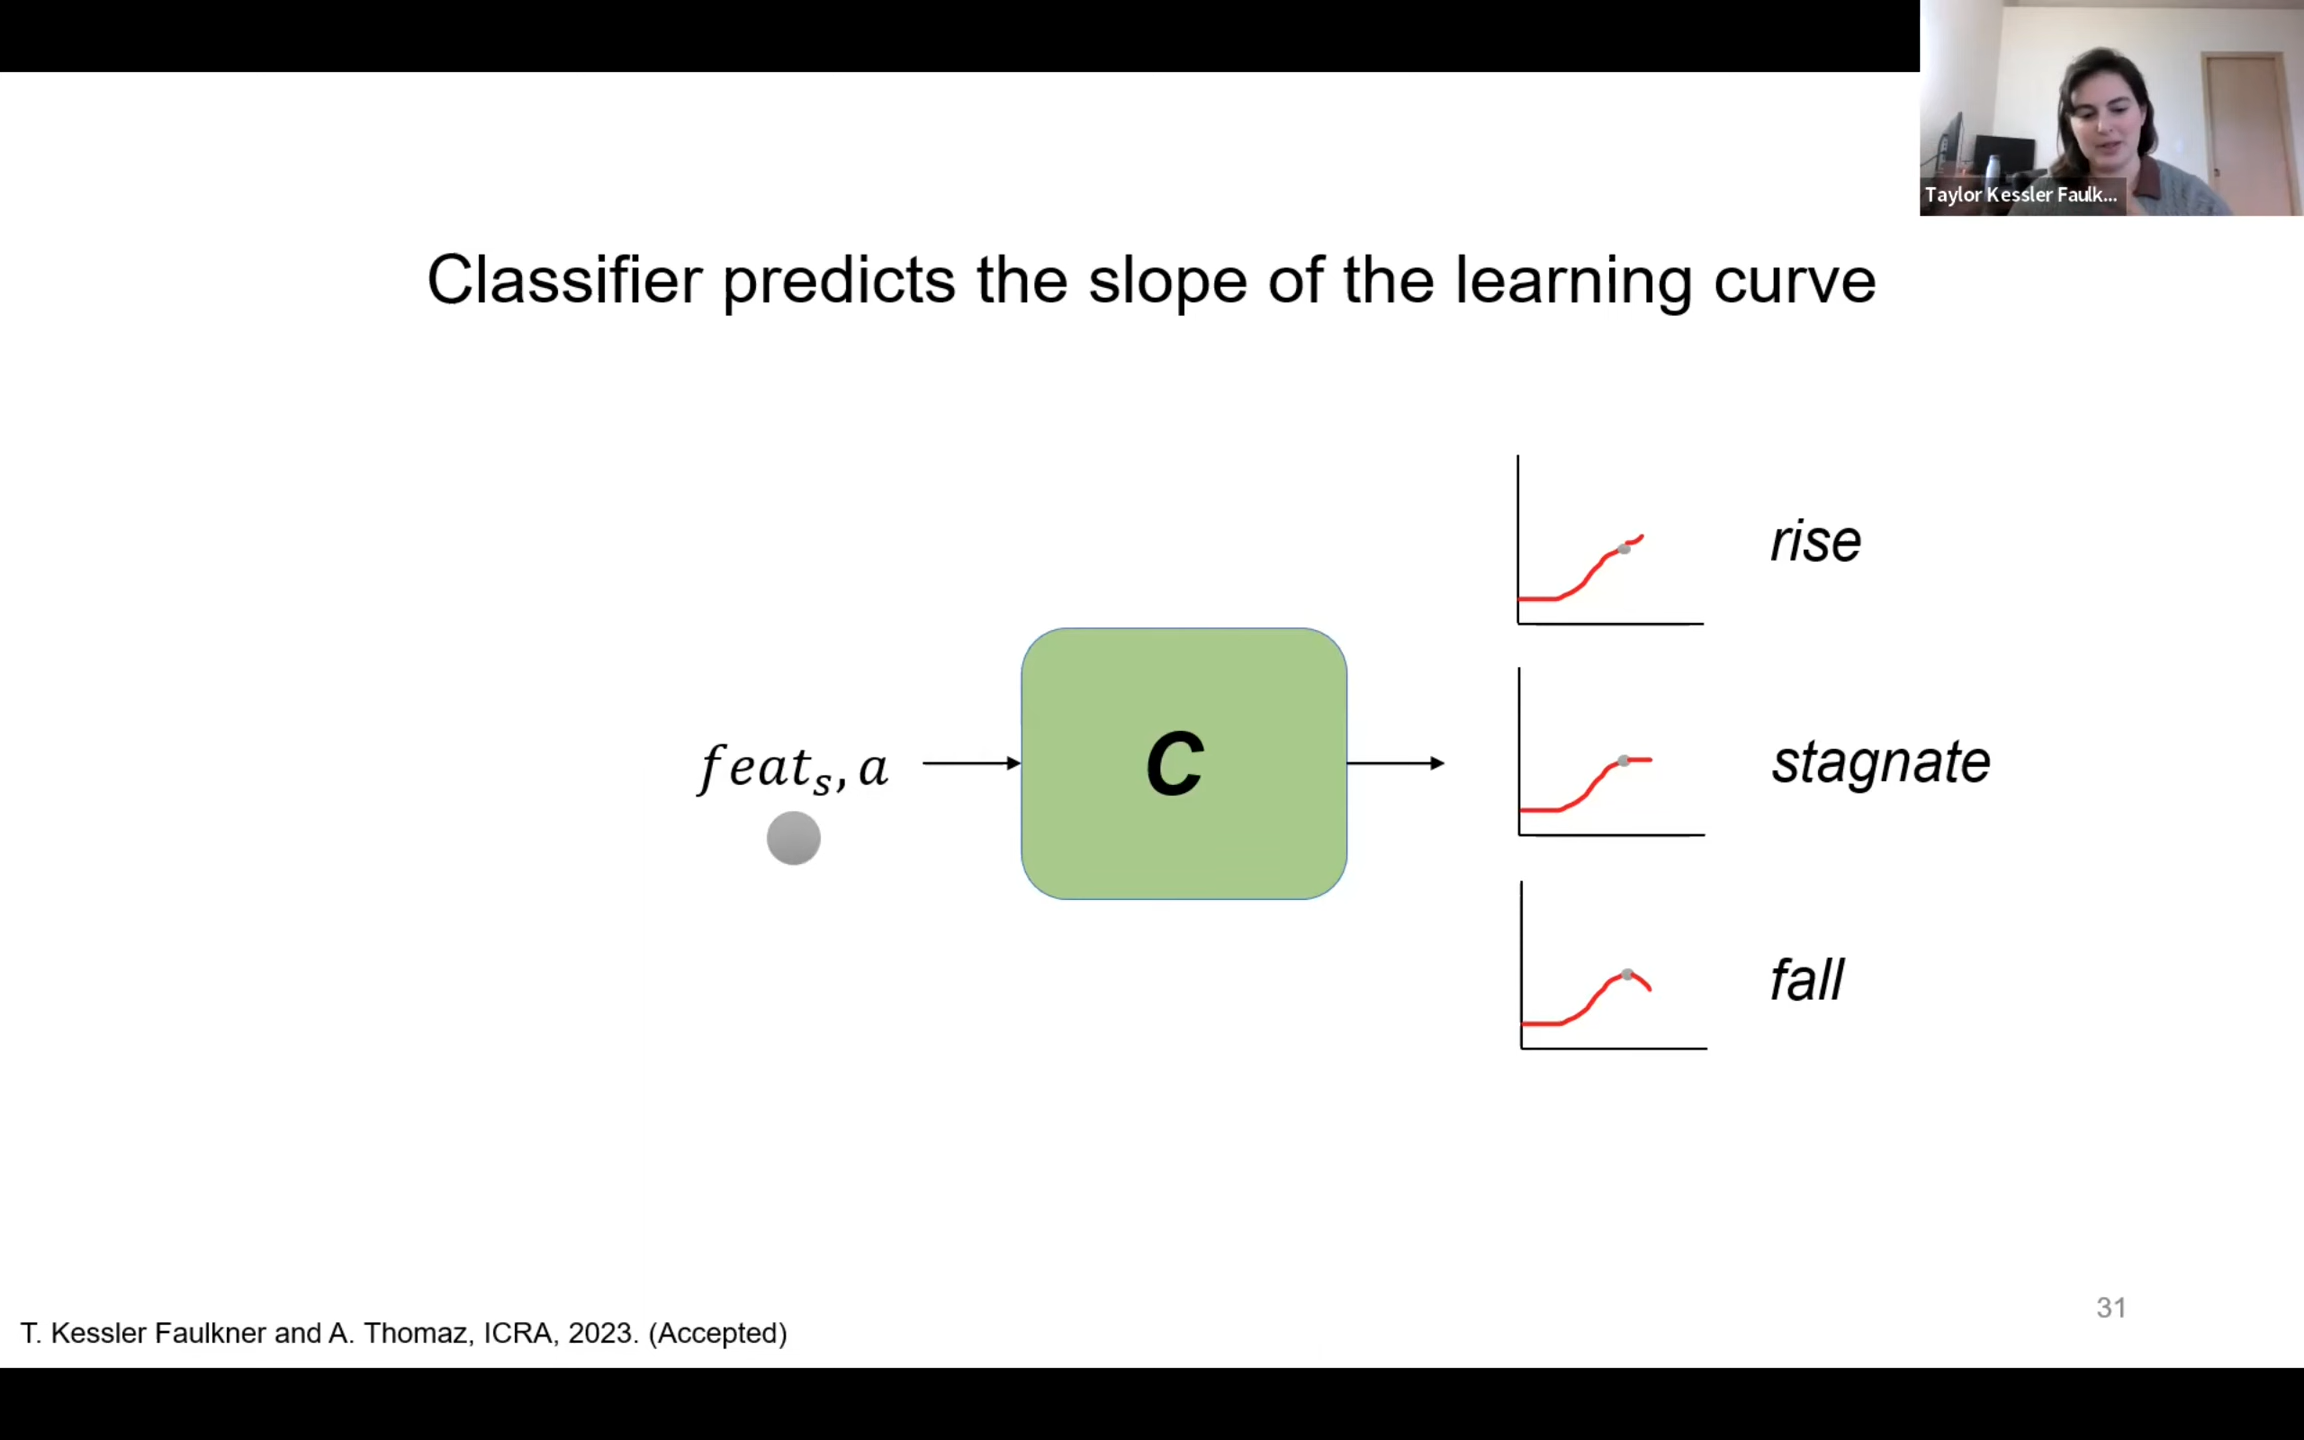 Taylor Kessler Faulk...
Classifier predicts the slope of the learning curve
rise
feats, a
C
stagnate
fall
31
T. Kessler Faulkner and A. Thomaz, ICRA, 2023. (Accepted)